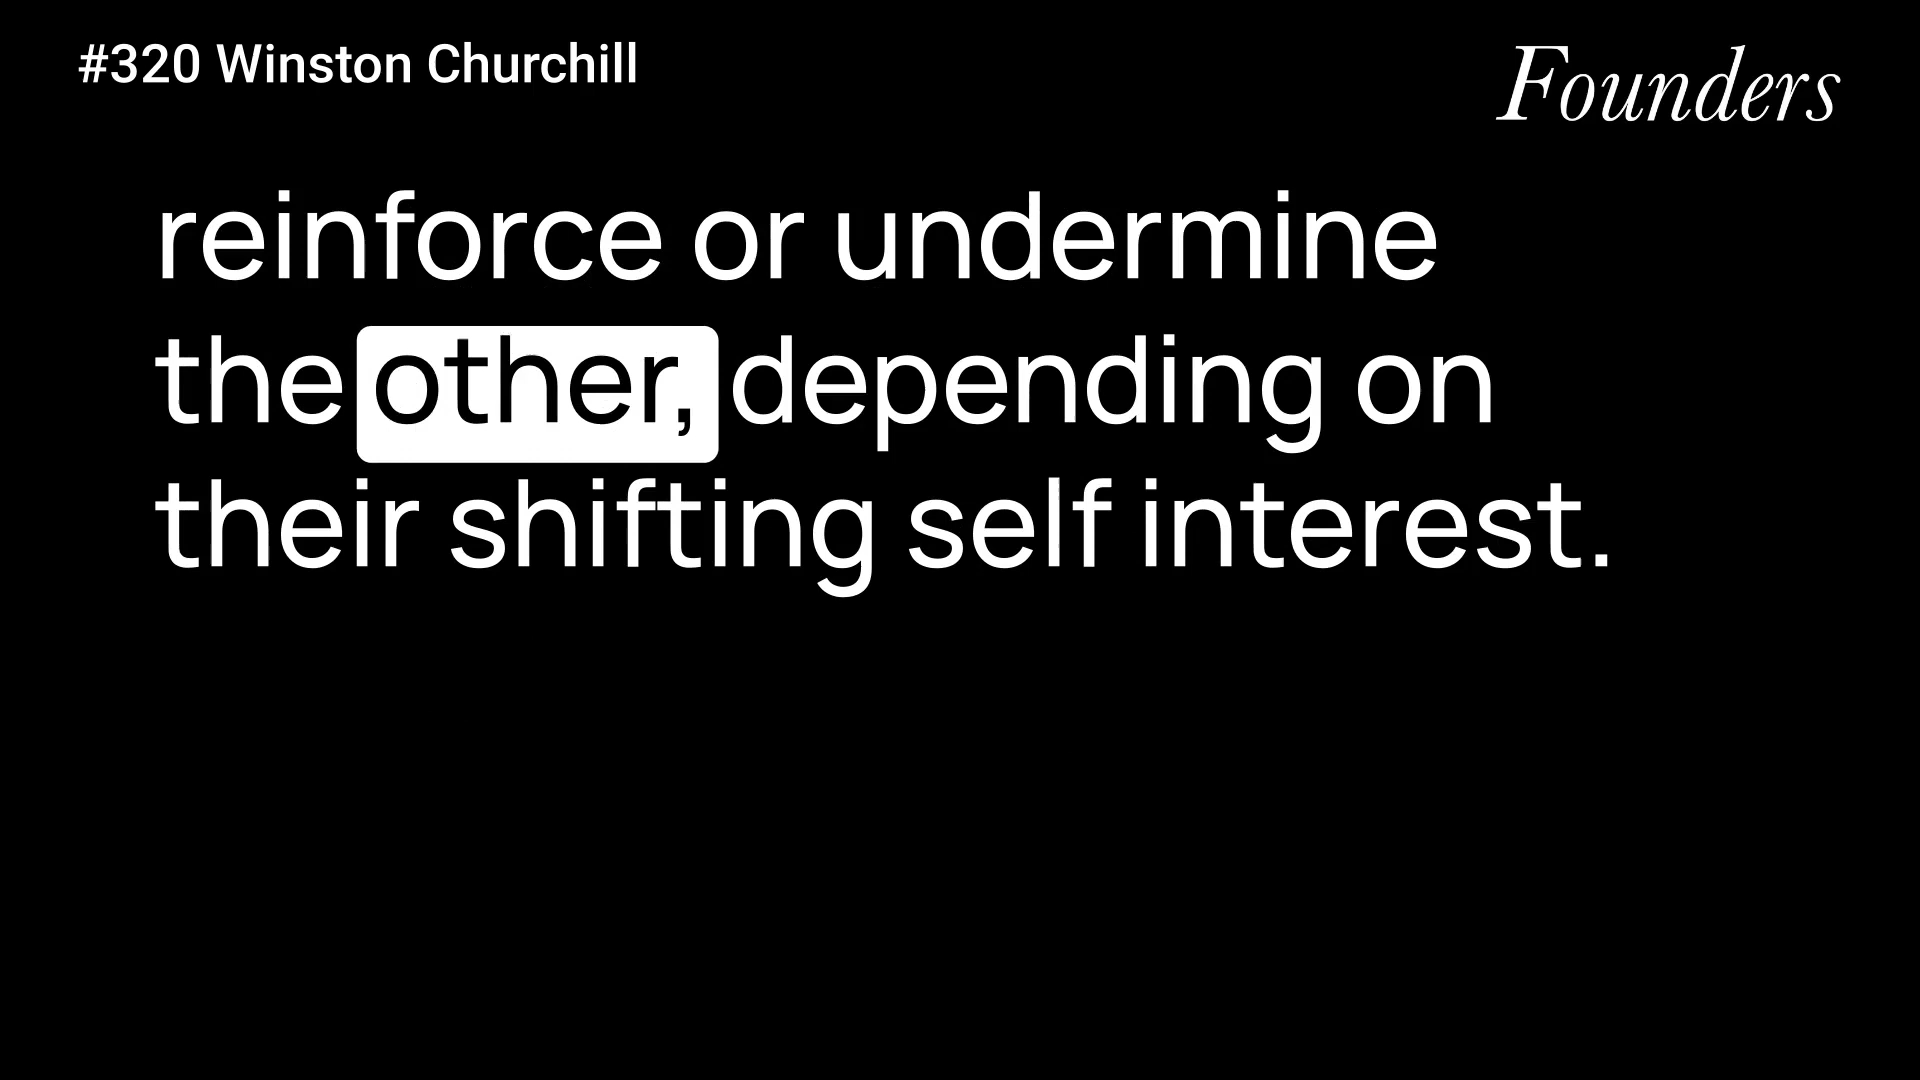 #320 Winston Churchill
Founders
reinforce or undermine
the other, depending on
their shifting self interest.